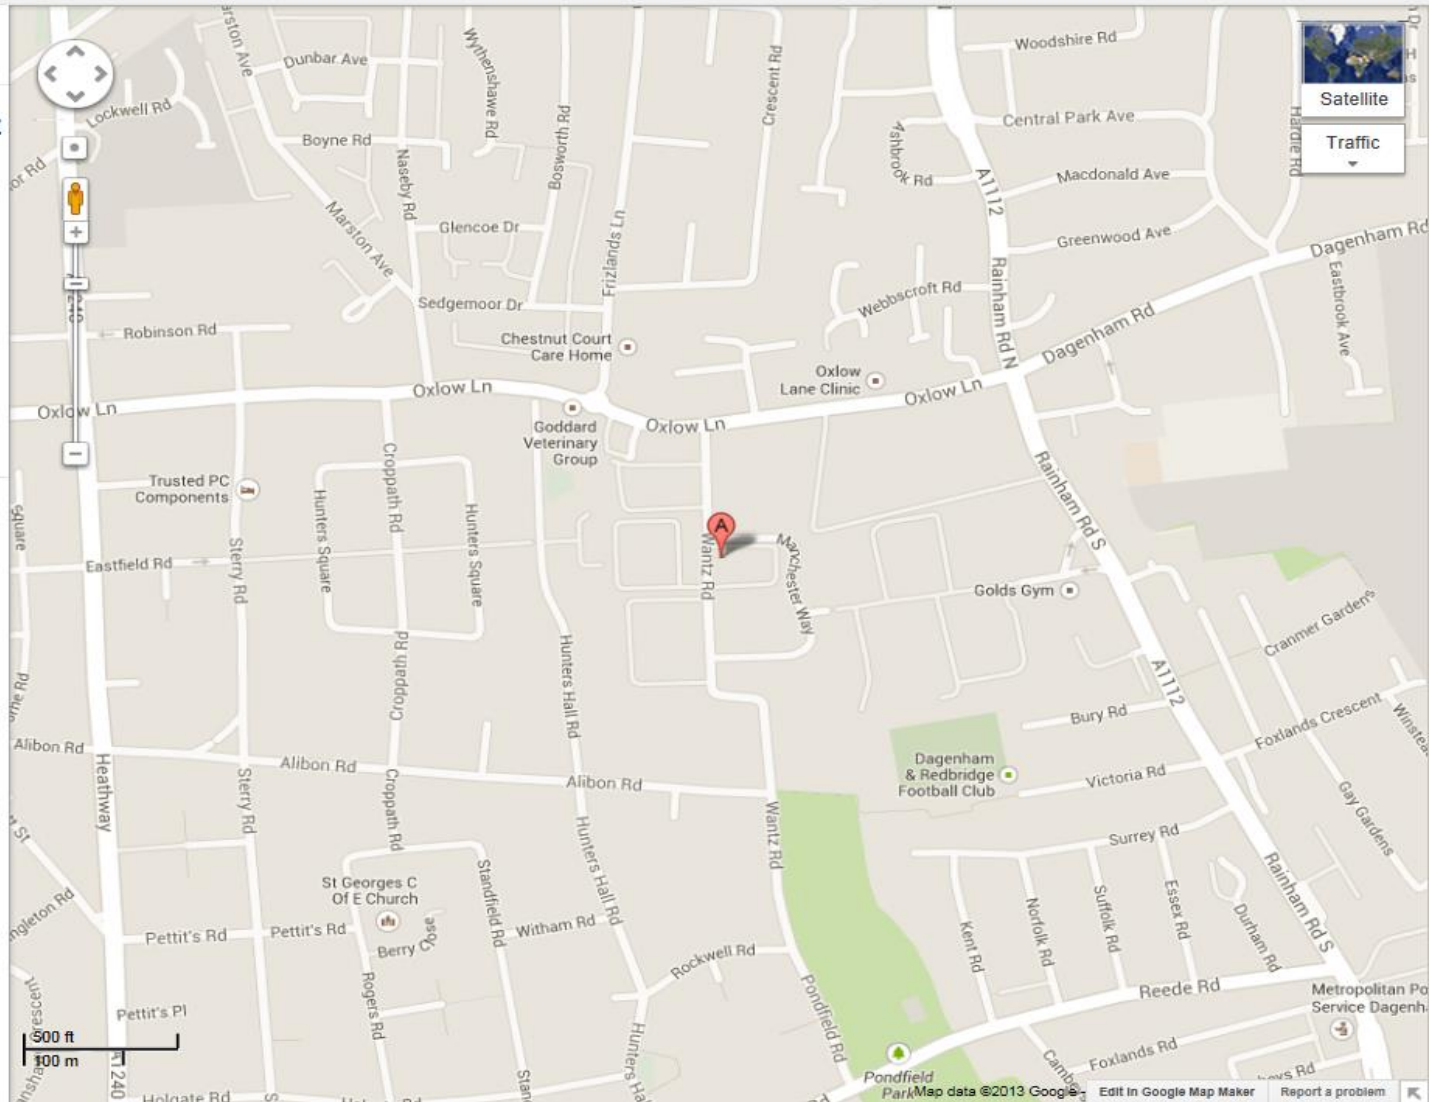 Dunbar Ave
Wythenshawe Rd
Crescent Rd
Woodshire Rd
Satellite
Lockwell Rd
Boyne Rd
Bosworth Rd
Ashbrook Rd
Central Park Ave
Hardie Rd
Traffic
Naseby Rd
A1112
Macdonald Ave
Marston Ave
Glencoe Dr
Frizlands Ln
Greenwood Ave
Dagenham Rd
Sedgemoor Dr
Webbscroft Rd
Rainham Rd N
Dagenham Rd
Eastbrook Ave
Robinson Rd
Chestnut Court
Care Home
Oxlow
Lane Clinic
Oxlow Ln
Oxlow Ln
Oxlow Ln
Oxlow Ln
Goddard
Veterinary
Group
Trusted PC
Components
Croppath Rd
Hunters Square
Hunters Square
Rainham Rd S
A
Square
Eastfield Rd
Sterry Rd
Wantz Rd
Manchester Way
Golds Gym
Cranmer Gardens
Croppath Rd
Hunters Hall Rd
A1112
Bury Rd
Foxlands Crescent
Alibon Rd
Heathway
Alibon Rd
Alibon Rd
Dagenham
& Redbridge
Football Club
Victoria Rd
Gay Gardens
Sterry Rd
Croppath Rd
Wantz Rd
Surrey Rd
Hunters Hall Rd
St Georges C
Of E Church
Standfield Rd
Kent Rd
Norfolk Rd
Suffolk Rd
Essex Rd
Durham Rd
Rainham Rd S
Pettit's Rd
Pettit's Rd
Berry Close
Witham Rd
Rockwell Rd
Rogers Rd
Pondfield Rd
Reede Rd
Metropolitan Po
Service Dagenh
Pettit's Pl
500 ft
100 m
A1240
Foxlands Rd
Pondfield
Park
Holgate Rd
Map data ©2013 Google -
Edit in Google Map Maker
Report a problem